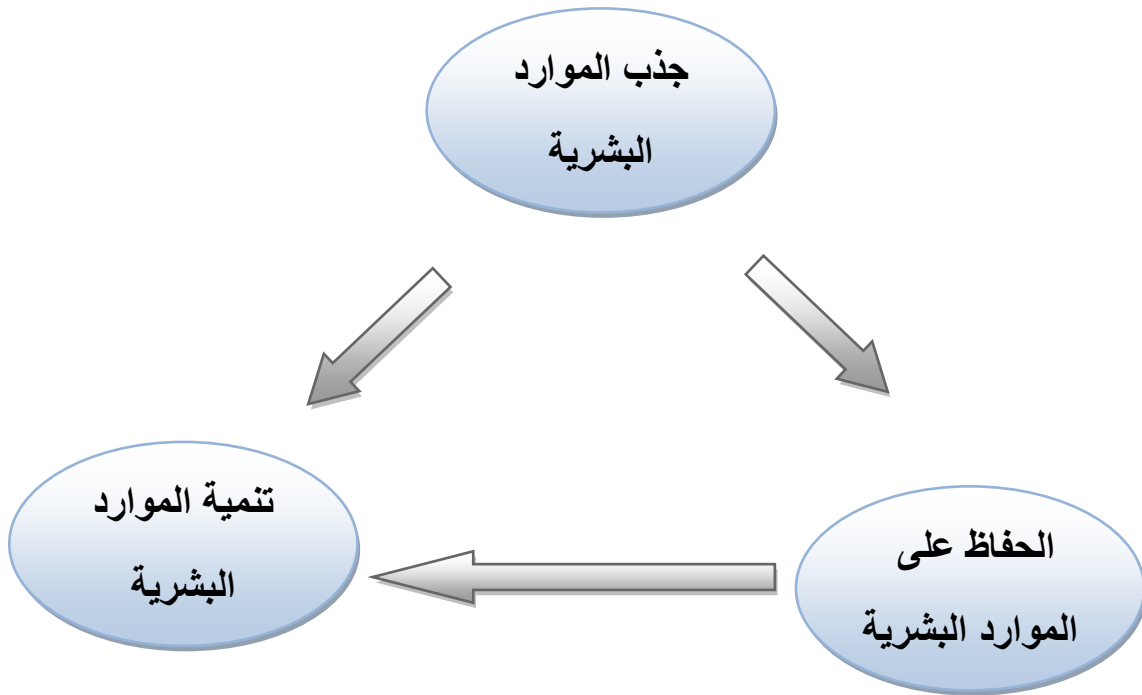 جذب الموارد
البشرية
تنمية الموارد
البشرية
الحفاظ على
الموارد البشرية